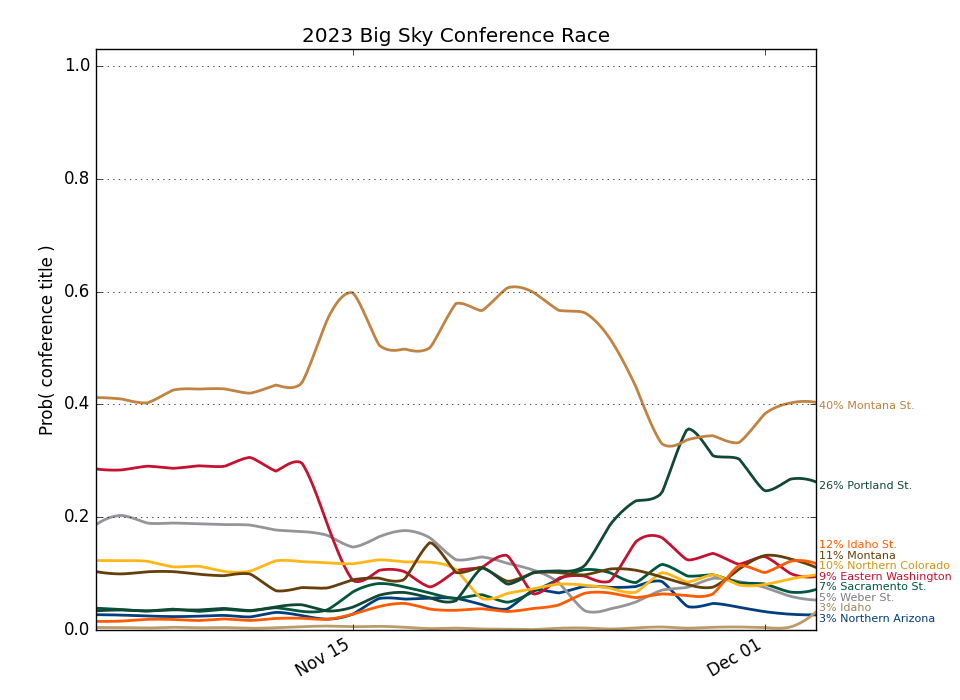 2023 Big Sky Conference Race
Prob( conference title )
1.0
0.8
0.6
0.4
0.2
0.0
Nov 15
Dec 01
40% Montana St.
26% Portland St.
12% Idaho St.
11% Montana
10% Northern Colorado
9% Eastern Washington
7% Sacramento St.
5% Weber St.
3% Idaho
3% Northern Arizona